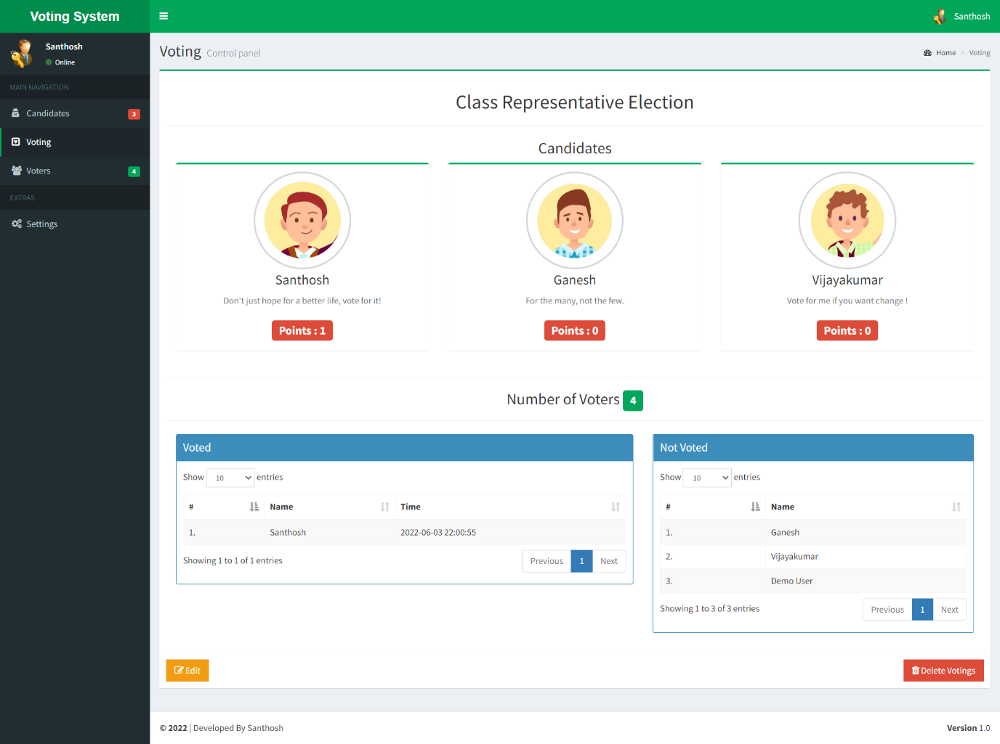 Voting System
Santhosh
Santhosh
Online
MAIN NAVIGATION
Candidates 3
Voting
Voters 4
EXTRAS
Settings
Voting Control panel
Home > Voting
Class Representative Election
Candidates
Santhosh
Don't just hope for a better life, vote for it!
Points : 1
Ganesh
For the many, not the few.
Points : 0
Vijayakumar
Vote for me if you want change !
Points : 0
Number of Voters 4
Voted
Show 10 entries
# Name Time
1. Santhosh 2022-06-03 22:00:55
Showing 1 to 1 of 1 entries
Previous 1 Next
Not Voted
Show 10 entries
# Name
1. Ganesh
2. Vijayakumar
3. Demo User
Showing 1 to 3 of 3 entries
Previous 1 Next
Edit
Delete Votings
© 2022 | Developed By Santhosh
Version 1.0